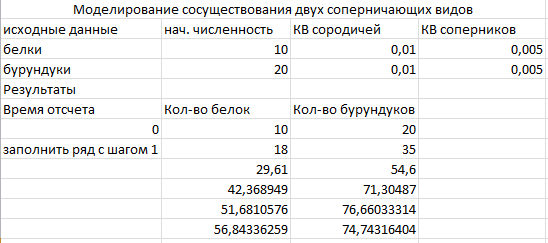 Моделирование сосуществования двух соперничающих видов
исходные данные нач. численность КВ сородичей КВ соперников
белки 10 0,01 0,005
бурундуки 20 0,01 0,005
Результаты
Время отсчета Кол-во белок Кол-во бурундуков
0 10 20
заполнить ряд с шагом 1 18 35
29,61 54,6
42,368949 71,30487
51,6810576 76,66033314
56,84336259 74,74316404